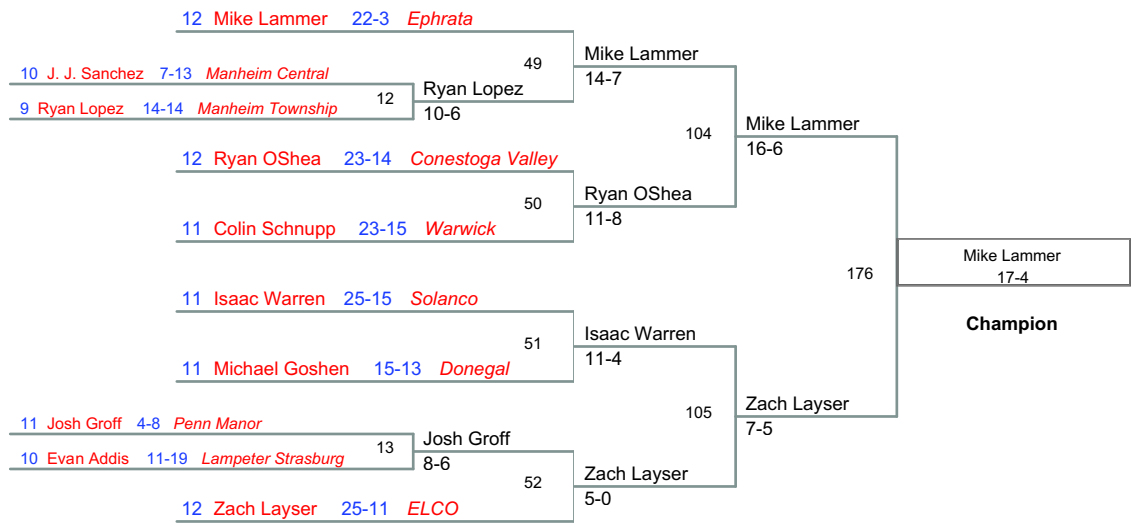 12 Mike Lammer 22-3 Ephrata
Mike Lammer
49
14-7
10 J. J. Sanchez 7-13 Manheim Central
Ryan Lopez
12
10-6
9 Ryan Lopez 14-14 Manheim Township
Mike Lammer
104
16-6
12 Ryan OShea 23-14 Conestoga Valley
Ryan OShea
50
11-8
11 Colin Schnupp 23-15 Warwick
Mike Lammer
176
17-4
Champion
11 Isaac Warren 25-15 Solanco
Isaac Warren
51
11-4
11 Michael Goshen 15-13 Donegal
Zach Layser
105
7-5
11 Josh Groff 4-8 Penn Manor
Josh Groff
13
8-6
10 Evan Addis 11-19 Lampeter Strasburg
Zach Layser
52
5-0
12 Zach Layser 25-11 ELCO